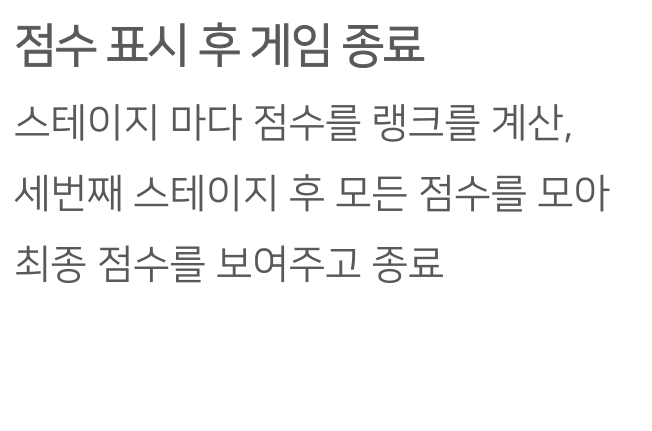 점수 표시 후 게임 종료
스테이지 마다 점수를 랭크를 계산,
세번째 스테이지 후 모든 점수를 모아
최종 점수를 보여주고 종료